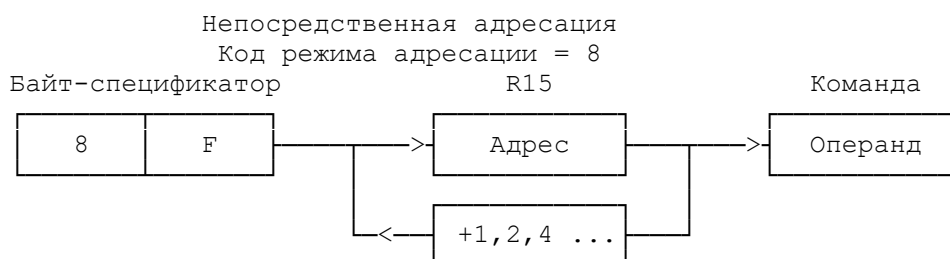 Непосредственная адресация
Код режима адресации = 8
Байт-спецификатор R15 Команда
8 F > Адрес > Операнд
< +1,2,4 ...